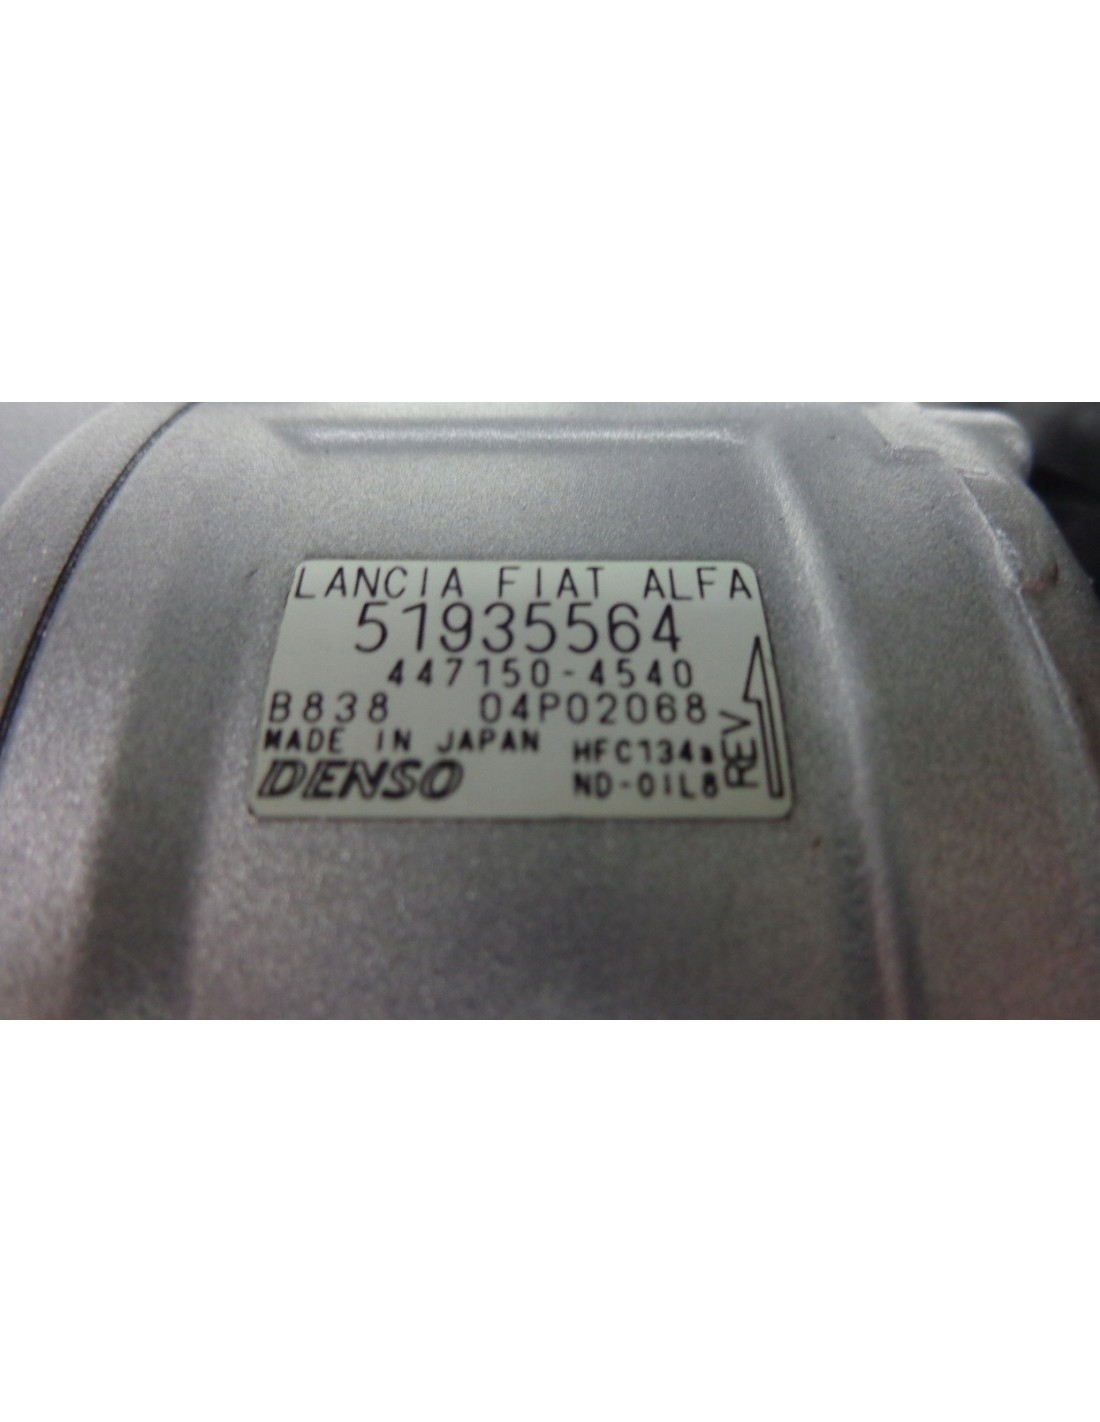 LANCIA FIAT ALFA
51935564
447150-4540
B838 04P02068
MADE IN JAPAN HFC134a
DENSO ND-OIL8
REV